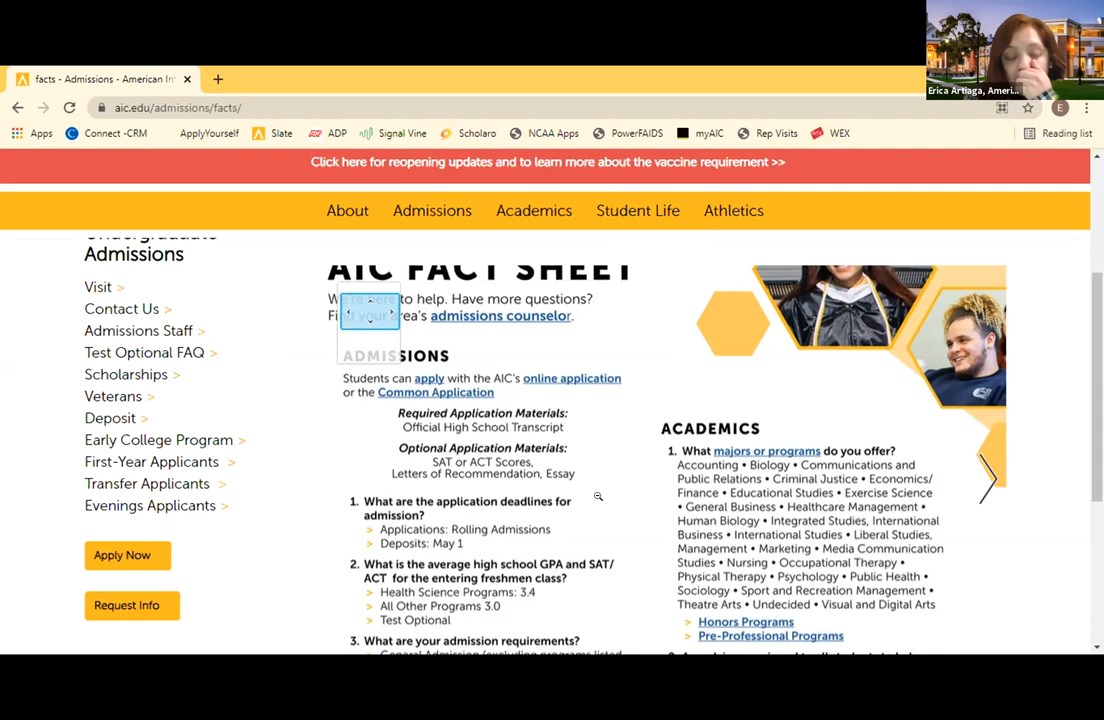 facts - Admissions - American In
aic.edu/admissions/facts/
E
Apps
Connect -CRM
ApplyYourself
Slate
ADP
Signal Vine
Scholaro
NCAA Apps
PowerFAIDS
myAIC
Rep Visits
WEX
Reading list
Erica Artiaga, Ameri...
Click here for reopening updates and to learn more about the vaccine requirement >>
About
Admissions
Academics
Student Life
Athletics
Undergraduate
Admissions
Visit >
Contact Us >
Admissions Staff >
Test Optional FAQ >
Scholarships >
Veterans >
Deposit >
Early College Program >
First-Year Applicants >
Transfer Applicants >
Evenings Applicants >
Apply Now
Request Info
AIC FACT SHEET
We're here to help. Have more questions?
Find your area's admissions counselor.
ADMISSIONS
Students can apply with the AIC's online application
or the Common Application
Required Application Materials:
Official High School Transcript
Optional Application Materials:
SAT or ACT Scores,
Letters of Recommendation, Essay
1. What are the application deadlines for
admission?
> Applications: Rolling Admissions
> Deposits: May 1
2. What is the average high school GPA and SAT/
ACT for the entering freshmen class?
> Health Science Programs: 3.4
> All Other Programs 3.0
> Test Optional
3. What are your admission requirements?
> General Admission (excluding programs listed
ACADEMICS
1. What majors or programs do you offer?
Accounting • Biology • Communications and
Public Relations • Criminal Justice • Economics/
Finance • Educational Studies • Exercise Science
• General Business • Healthcare Management •
Human Biology • Integrated Studies, International
Business • International Studies • Liberal Studies,
Management • Marketing • Media Communication
Studies • Nursing • Occupational Therapy •
Physical Therapy • Psychology • Public Health •
Sociology • Sport and Recreation Management •
Theatre Arts • Undecided • Visual and Digital Arts
> Honors Programs
> Pre-Professional Programs